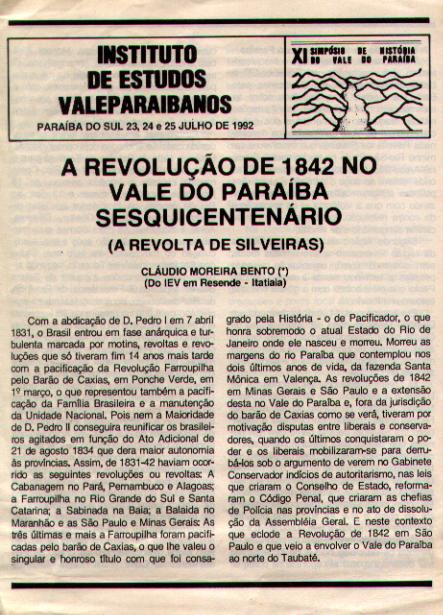 INSTITUTO
DE ESTUDOS
VALEPARAIBANOS
PARAÍBA DO SUL 23, 24 e 25 JULHO DE 1992
XI SIMPÓSIO DE HISTÓRIA
DO VALE DO PARAÍBA
A REVOLUÇÃO DE 1842 NO
VALE DO PARAÍBA
SESQUICENTENÁRIO
(A REVOLTA DE SILVEIRAS)
CLÁUDIO MOREIRA BENTO (*)
(Do IEV em Resende - Itatiaia)
Com a abdicação de D. Pedro I em 7 abril
1831, o Brasil entrou em fase anárquica e tur-
bulenta marcada por motins, revoltas e revo-
luções que só tiveram fim 14 anos mais tarde
com a pacificação da Revolução Farroupilha
pelo Barão de Caxias, em Ponche Verde, em
1º março, o que representou também a pacifi-
cação da Família Brasileira e a manutenção
da Unidade Nacional. Pois nem a Maioridade
de D. Pedro II conseguira reunificar os brasilei-
ros agitados em função do Ato Adicional de
21 de agosto 1834 que dera maior autonomia
às províncias. Assim, de 1831-42 haviam ocor-
rido as seguintes revoluções ou revoltas: A
Cabanagem no Pará, Pernambuco e Alagoas;
a Farroupilha no Rio Grande do Sul e Santa
Catarina; a Sabinada na Baia; a Balaida no
Maranhão e as São Paulo e Minas Gerais: As
três últimas e mais a Farroupilha foram pacifi-
cadas pelo barão de Caxias, o que lhe valeu o
singular e honroso título com que foi consa-
grado pela História - o de Pacificador, o que
honra sobremodo o atual Estado do Rio de
Janeiro onde ele nasceu e morreu. Morreu as
margens do rio Paraíba que contemplou nos
dois últimos anos de vida, da fazenda Santa
Mônica em Valença. As revoluções de 1842
em Minas Gerais e São Paulo e a extensão
desta no Vale do Paraíba e, fora da jurisdição
do barão de Caxias como se verá, tiveram por
motivação disputas entre liberais e conserva-
dores, quando os últimos conquistaram o po-
der e os liberais mobilizaram-se para derru-
bá-los sob o argumento de verem no Gabinete
Conservador indícios de autoritarismo, nas leis
que criaram o Conselho de Estado, reforma-
ram o Código Penal, que criaram as chefias
de Polícia nas províncias e no ato de dissolu-
ção da Assembléia Geral. E neste contexto
que eclode a Revolução de 1842 em São
Paulo e que veio a envolver o Vale do Paraíba
ao norte do Taubaté.